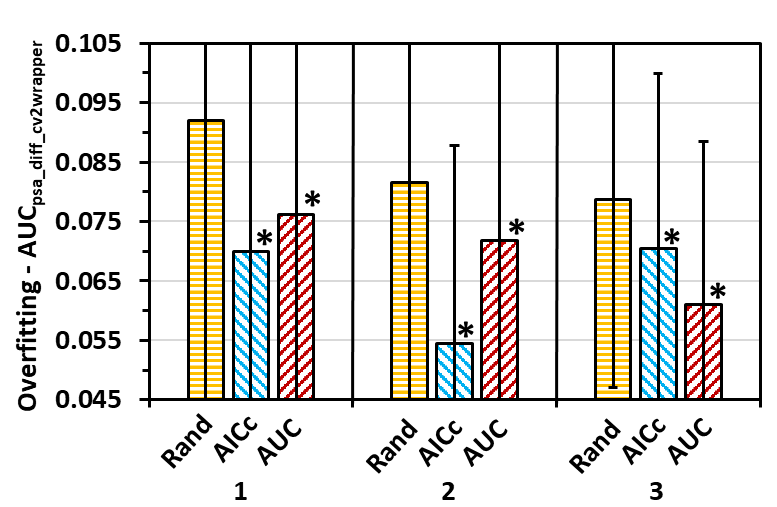 Overfitting - AUCpsa_diff_cv2wrapper
0.105
0.095
0.085
0.075
0.065
0.055
0.045
* * * * * *
Rand AICc AUC Rand AICc AUC Rand AICc AUC
1 2 3